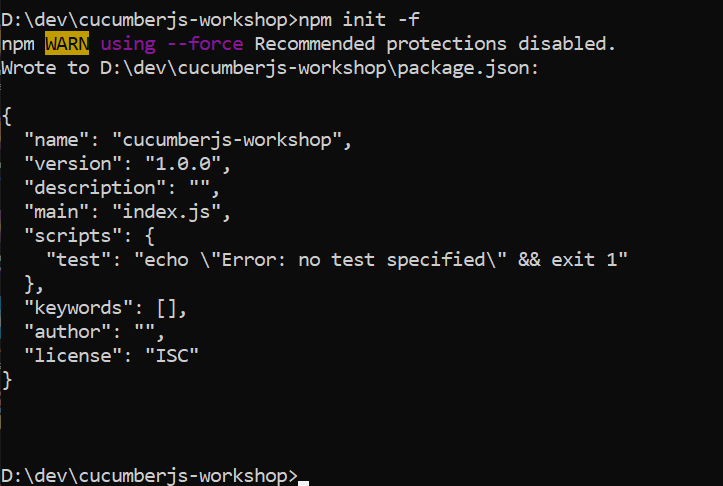 D:\dev\cucumberjs-workshop>npm init -f
npm WARN using --force Recommended protections disabled.
Wrote to D:\dev\cucumberjs-workshop\package.json:

{
  "name": "cucumberjs-workshop",
  "version": "1.0.0",
  "description": "",
  "main": "index.js",
  "scripts": {
    "test": "echo \"Error: no test specified\" && exit 1"
  },
  "keywords": [],
  "author": "",
  "license": "ISC"
}

D:\dev\cucumberjs-workshop>